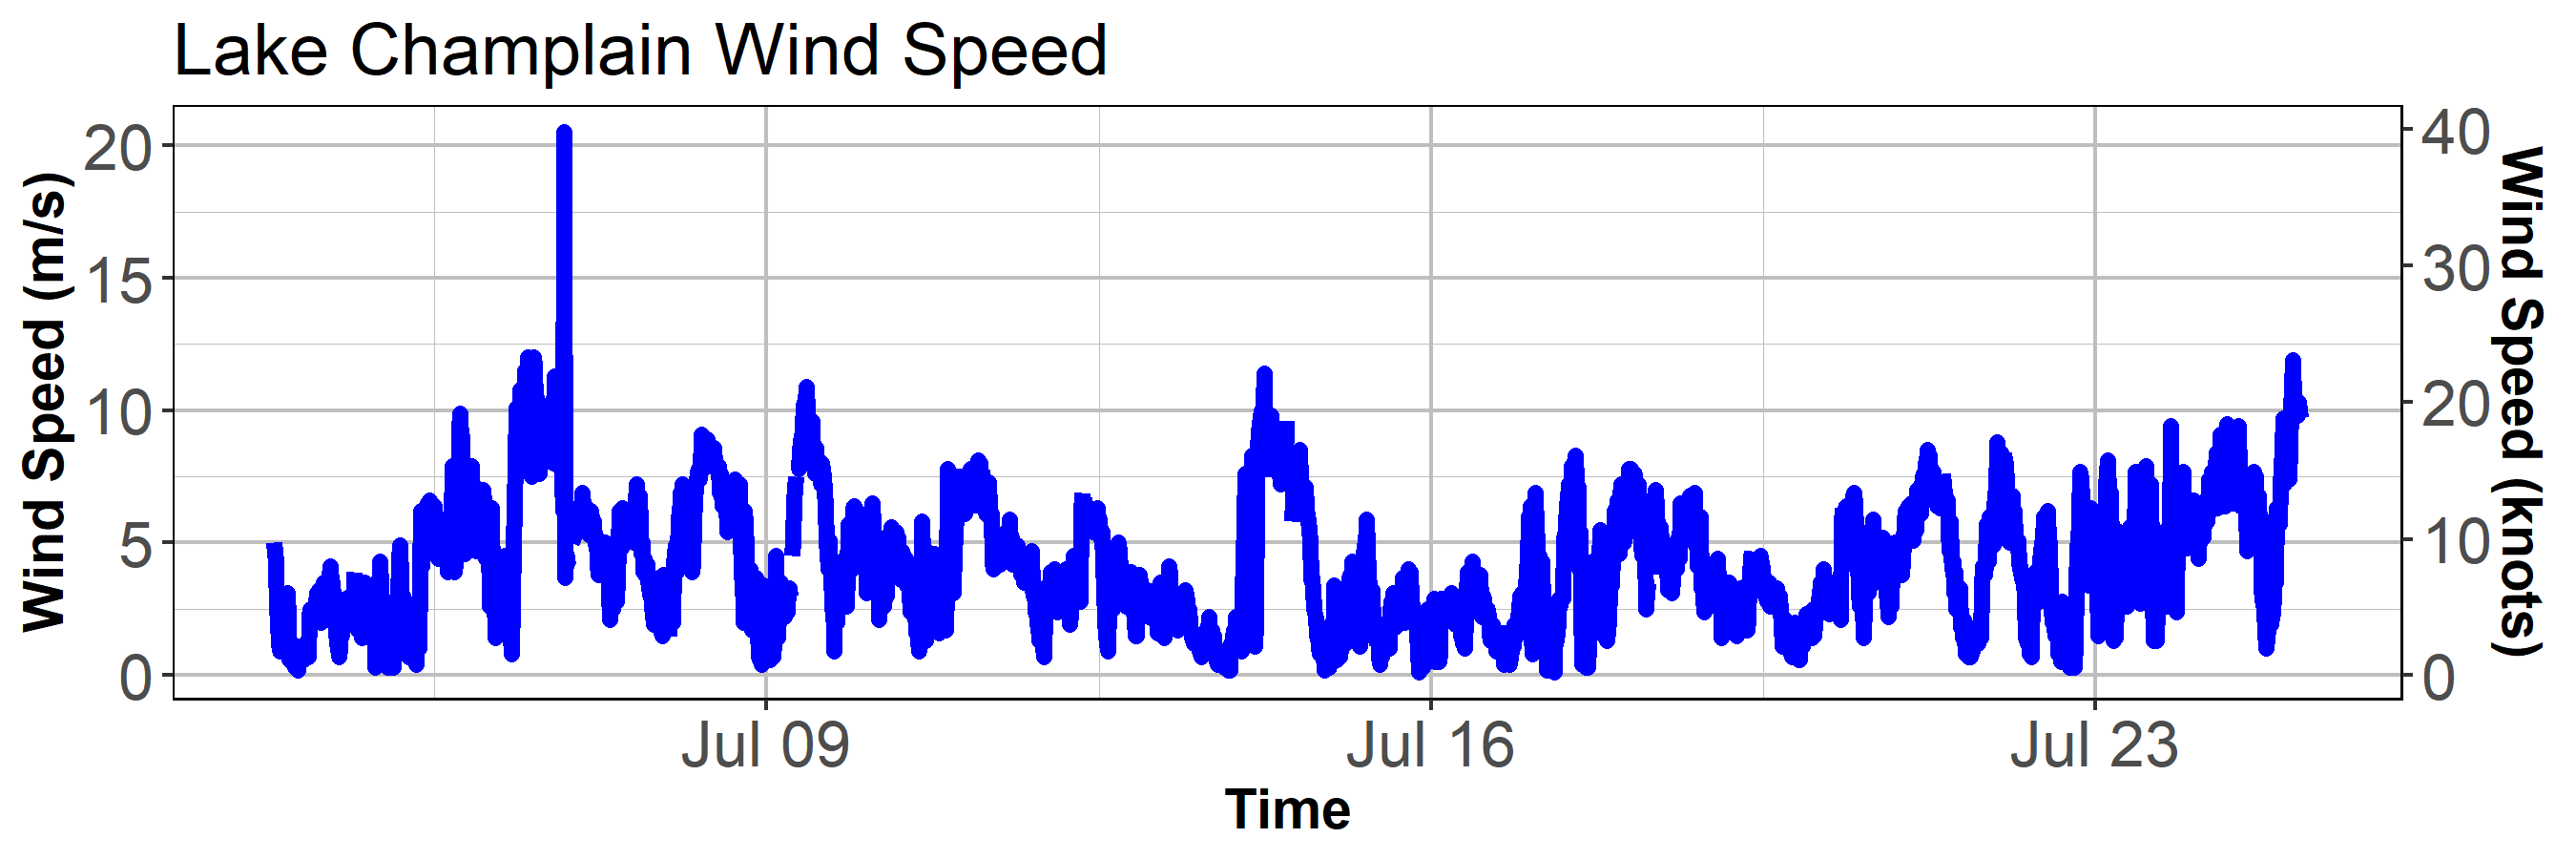 Lake Champlain Wind Speed
Wind Speed (m/s)
20
15
10
5
0
40
30
20
10
0
Wind Speed (knots)
Jul 09
Jul 16
Jul 23
Time